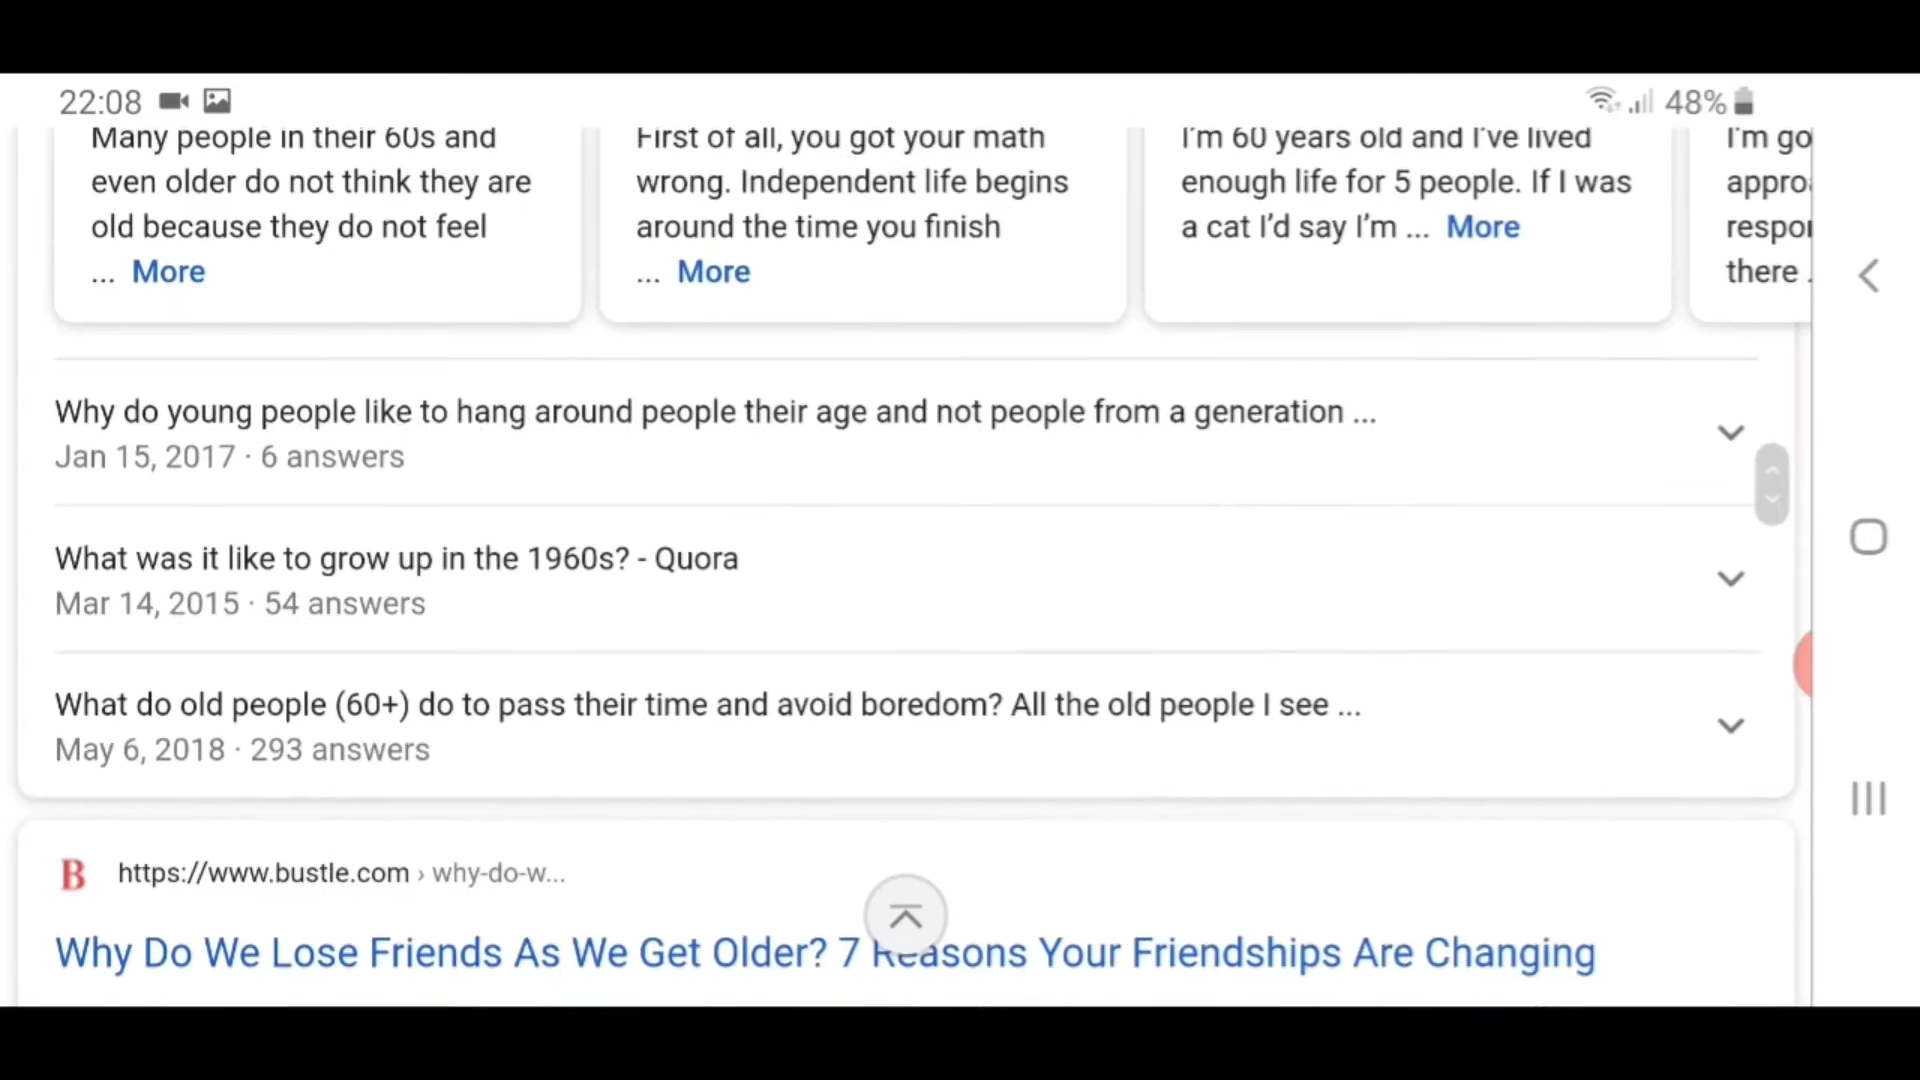 22:08
48%
Many people in their 60s and
even older do not think they are
old because they do not feel
... More
First of all, you got your math
wrong. Independent life begins
around the time you finish
... More
I'm 60 years old and I've lived
enough life for 5 people. If I was
a cat I'd say I'm ... More
I'm go
appro
respo
there .
Why do young people like to hang around people their age and not people from a generation ...
Jan 15, 2017 · 6 answers
What was it like to grow up in the 1960s? - Quora
Mar 14, 2015 · 54 answers
What do old people (60+) do to pass their time and avoid boredom? All the old people I see ...
May 6, 2018 · 293 answers
B https://www.bustle.com › why-do-w...
Why Do We Lose Friends As We Get Older? 7 Reasons Your Friendships Are Changing